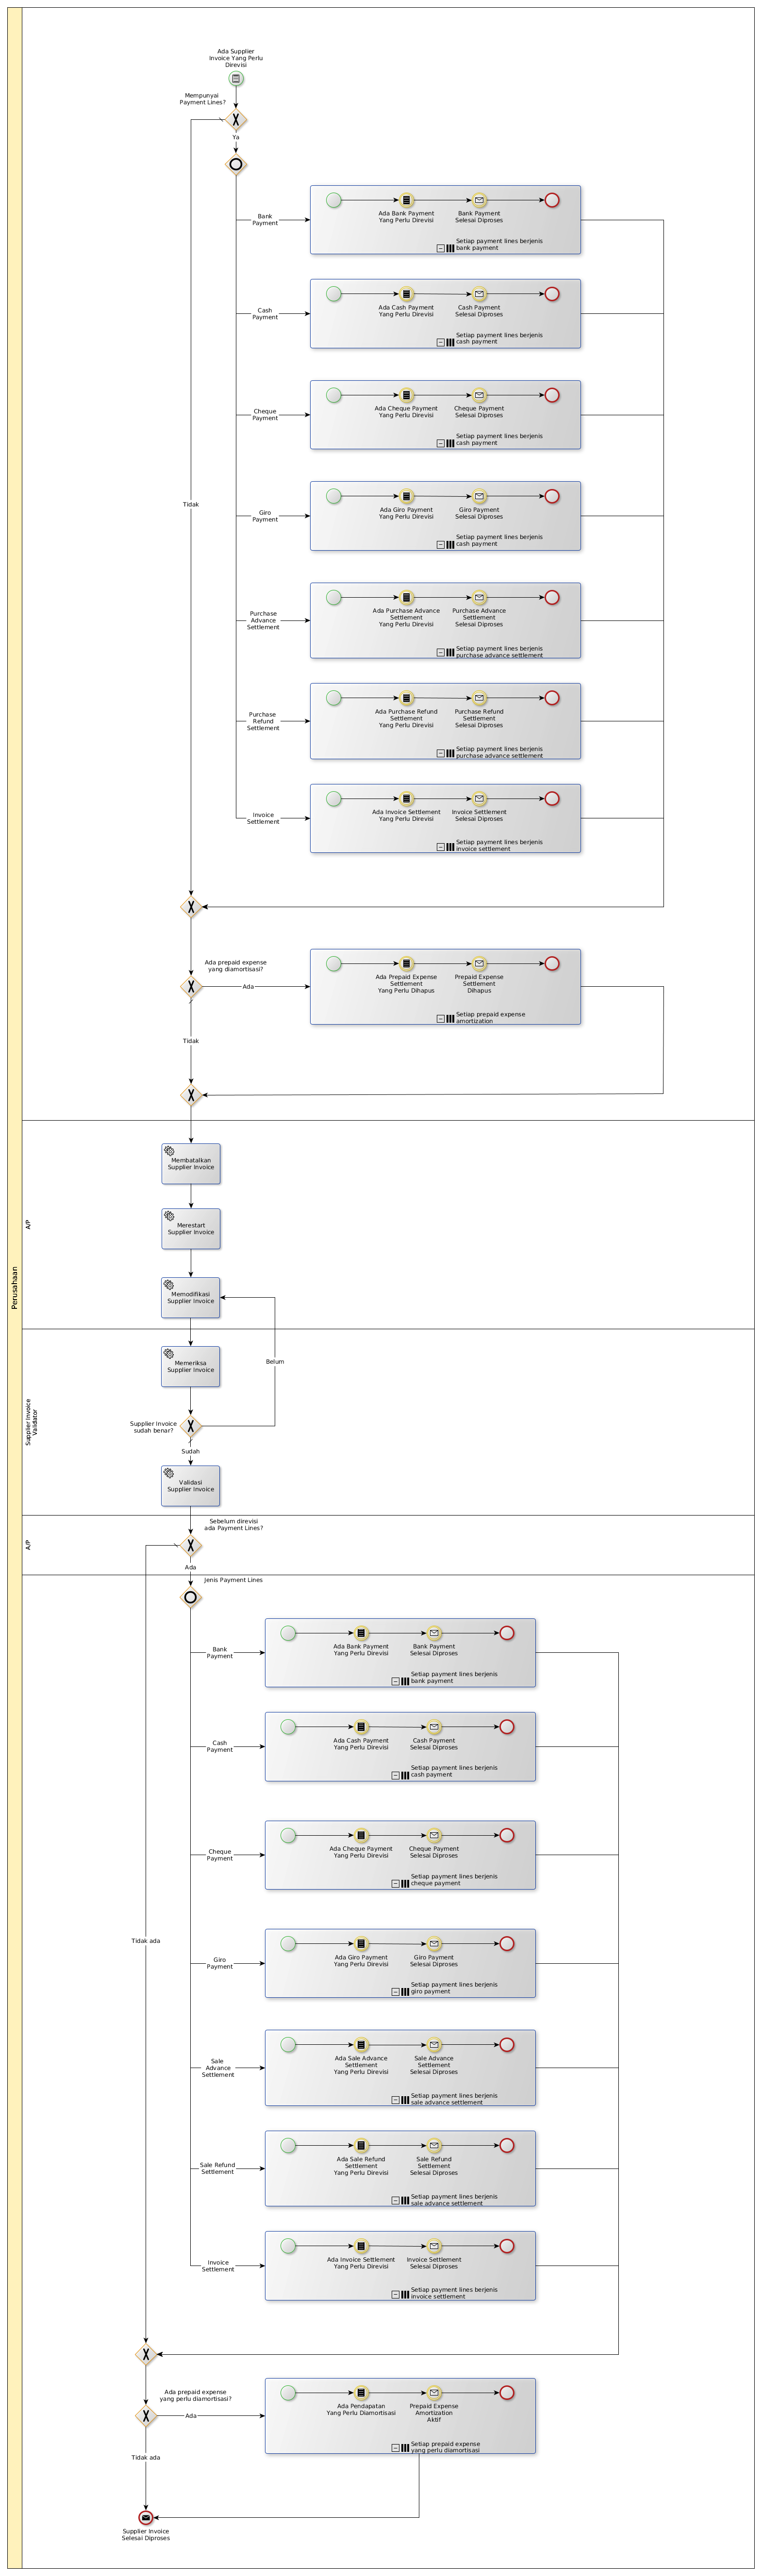 Perusahaan
Ada Supplier
Invoice Yang Perlu
Direvisi
Mempunyai
Payment Lines?
Ya
Tidak
Bank
Payment
Ada Bank Payment
Yang Perlu Direvisi
Bank Payment
Selesai Diproses
Setiap payment lines berjenis
bank payment
Cash
Payment
Ada Cash Payment
Yang Perlu Direvisi
Cash Payment
Selesai Diproses
Setiap payment lines berjenis
cash payment
Cheque
Payment
Ada Cheque Payment
Yang Perlu Direvisi
Cheque Payment
Selesai Diproses
Setiap payment lines berjenis
cash payment
Giro
Payment
Ada Giro Payment
Yang Perlu Direvisi
Giro Payment
Selesai Diproses
Setiap payment lines berjenis
cash payment
Purchase
Advance
Settlement
Ada Purchase Advance
Settlement
Yang Perlu Direvisi
Purchase Advance
Settlement
Selesai Diproses
Setiap payment lines berjenis
purchase advance settlement
Purchase
Refund
Settlement
Ada Purchase Refund
Settlement
Yang Perlu Direvisi
Purchase Refund
Settlement
Selesai Diproses
Setiap payment lines berjenis
purchase advance settlement
Invoice
Settlement
Ada Invoice Settlement
Yang Perlu Direvisi
Invoice Settlement
Selesai Diproses
Setiap payment lines berjenis
invoice settlement
Ada prepaid expense
yang diamortisasi?
Ada
Ada Prepaid Expense
Settlement
Yang Perlu Dihapus
Prepaid Expense
Settlement
Dihapus
Setiap prepaid expense
amortization
Tidak
A/P
Membatalkan
Supplier Invoice
Merestart
Supplier Invoice
Memodifikasi
Supplier Invoice
Supplier Invoice
Validator
Memeriksa
Supplier Invoice
Belum
Supplier Invoice
sudah benar?
Sudah
Validasi
Supplier Invoice
A/P
Sebelum direvisi
ada Payment Lines?
Ada
Tidak ada
Jenis Payment Lines
Bank
Payment
Ada Bank Payment
Yang Perlu Direvisi
Bank Payment
Selesai Diproses
Setiap payment lines berjenis
bank payment
Cash
Payment
Ada Cash Payment
Yang Perlu Direvisi
Cash Payment
Selesai Diproses
Setiap payment lines berjenis
cash payment
Cheque
Payment
Ada Cheque Payment
Yang Perlu Direvisi
Cheque Payment
Selesai Diproses
Setiap payment lines berjenis
cheque payment
Giro
Payment
Ada Giro Payment
Yang Perlu Direvisi
Giro Payment
Selesai Diproses
Setiap payment lines berjenis
giro payment
Sale
Advance
Settlement
Ada Sale Advance
Settlement
Yang Perlu Direvisi
Sale Advance
Settlement
Selesai Diproses
Setiap payment lines berjenis
sale advance settlement
Sale Refund
Settlement
Ada Sale Refund
Settlement
Yang Perlu Direvisi
Sale Refund
Settlement
Selesai Diproses
Setiap payment lines berjenis
sale advance settlement
Invoice
Settlement
Ada Invoice Settlement
Yang Perlu Direvisi
Invoice Settlement
Selesai Diproses
Setiap payment lines berjenis
invoice settlement
Ada prepaid expense
yang perlu diamortisasi?
Ada
Ada Pendapatan
Yang Perlu Diamortisasi
Prepaid Expense
Amortization
Aktif
Setiap prepaid expense
yang perlu diamortisasi
Tidak ada
Supplier Invoice
Selesai Diproses